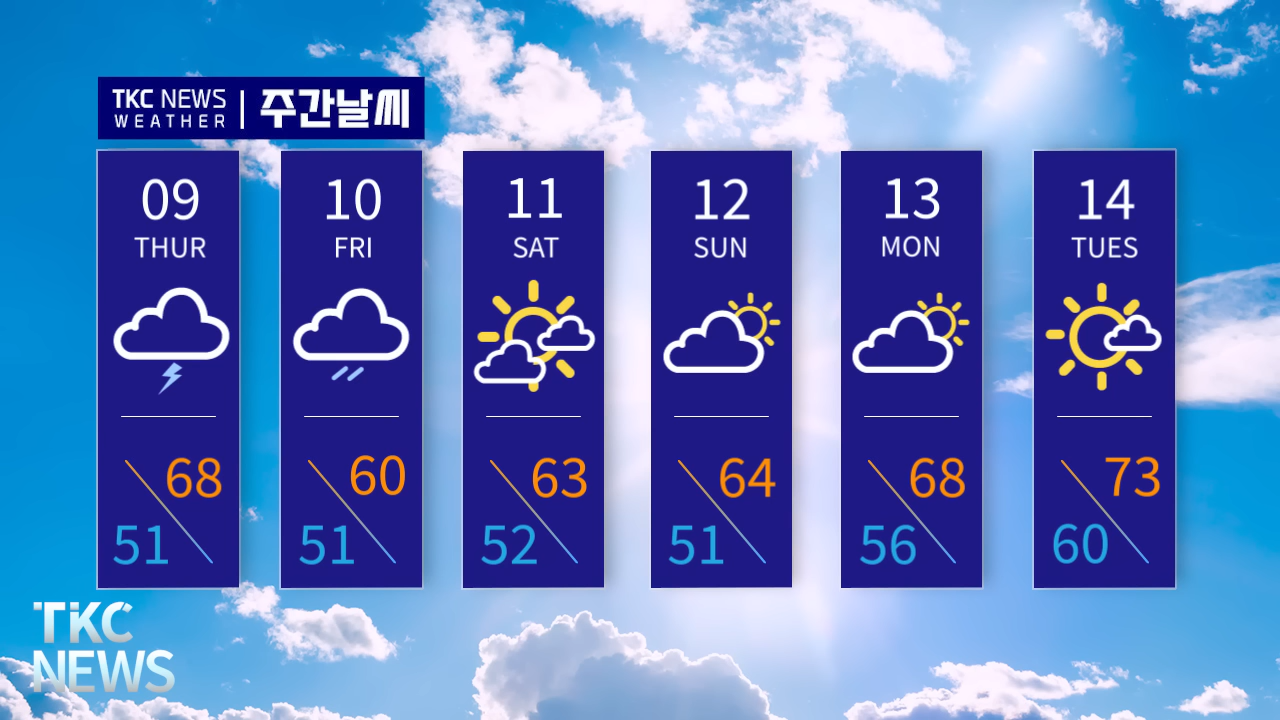 TKC NEWS
WEATHER
주간날씨
09
THUR
68
51
10
FRI
60
51
11
SAT
63
52
12
SUN
64
51
13
MON
68
56
14
TUES
73
60
TKC
NEWS